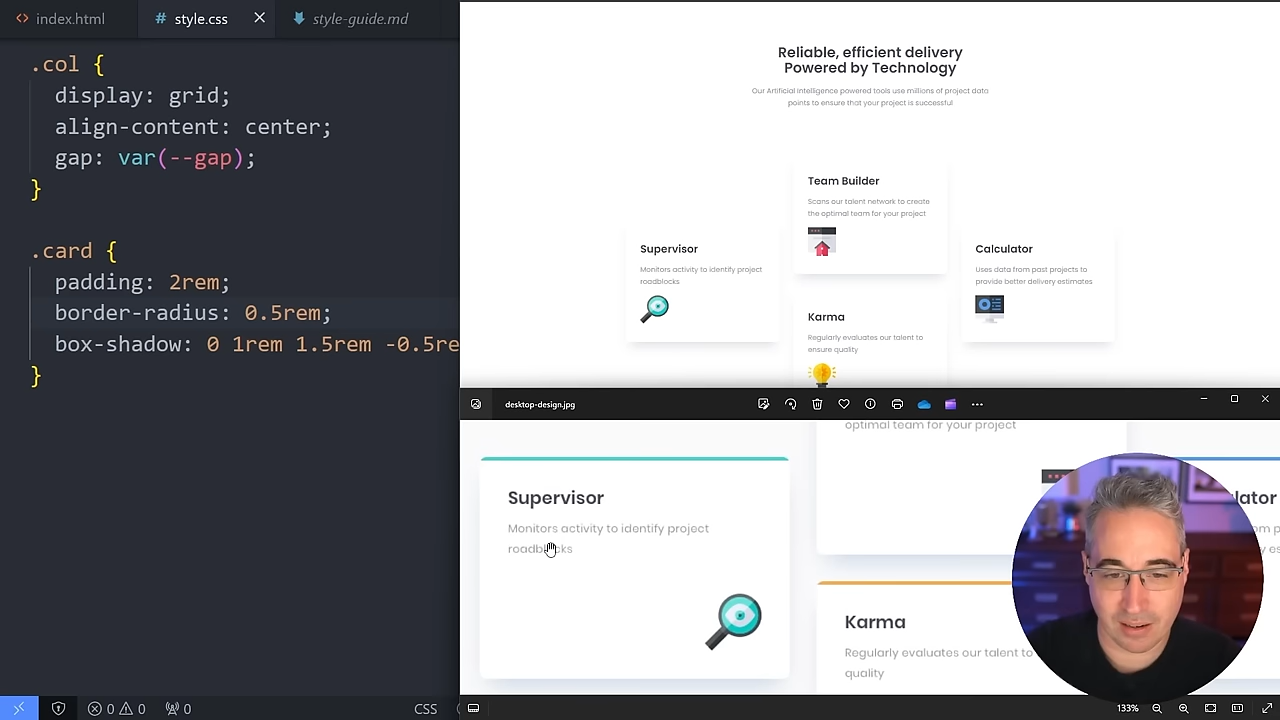 index.html
style.css
style-guide.md
.col {
display: grid;
align-content: center;
gap: var(--gap);
}
.card {
padding: 2rem;
border-radius: 0.5rem;
box-shadow: 0 1rem 1.5rem -0.5re
}
0 0
0
CSS
Reliable, efficient delivery
Powered by Technology
Our Artificial Intelligence powered tools use millions of project data
points to ensure that your project is successful
Supervisor
Monitors activity to identify project
roadblocks
Team Builder
Scans our talent network to create
the optimal team for your project
Karma
Regularly evaluates our talent to
ensure quality
Calculator
Uses data from past projects to
provide better delivery estimates
desktop-design.jpg
Supervisor
Monitors activity to identify project
roadblocks
optimal team for your project
Karma
Regularly evaluates our talent to
quality
lator
om p
y es
133%